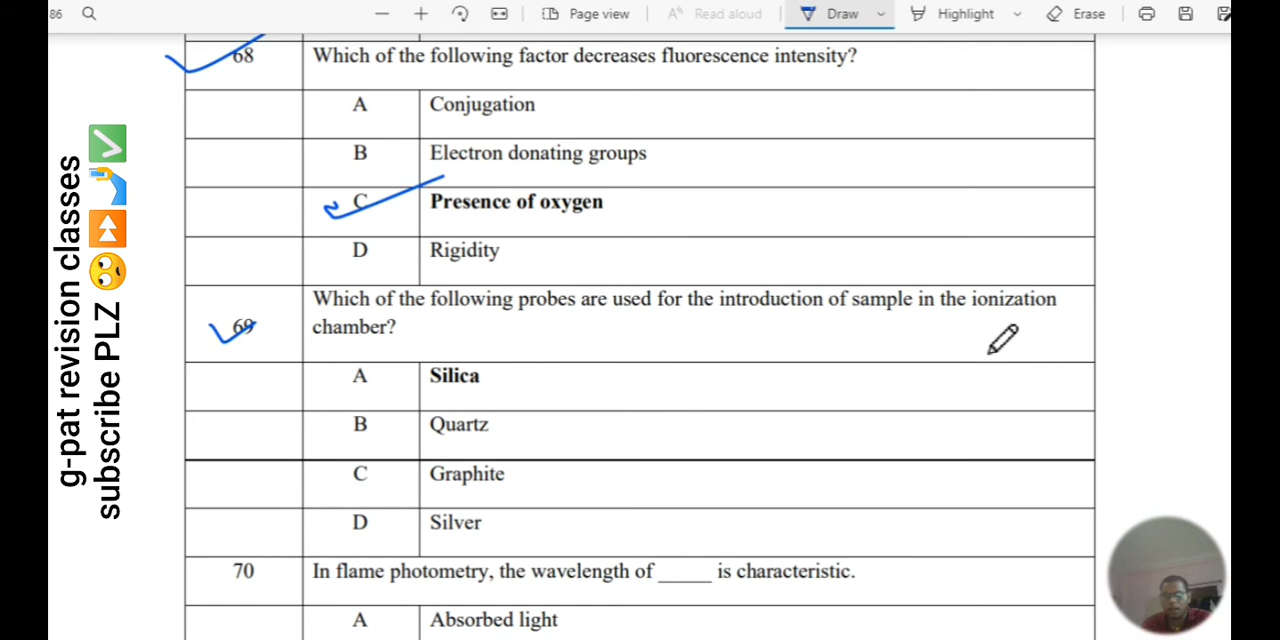 86
Page view
Read aloud
Draw
Highlight
Erase
68 Which of the following factor decreases fluorescence intensity?
A Conjugation
B Electron donating groups
C Presence of oxygen
D Rigidity
69 Which of the following probes are used for the introduction of sample in the ionization
chamber?
A Silica
B Quartz
C Graphite
D Silver
70 In flame photometry, the wavelength of _____ is characteristic.
A Absorbed light
g-pat revision classes
subscribe PLZ